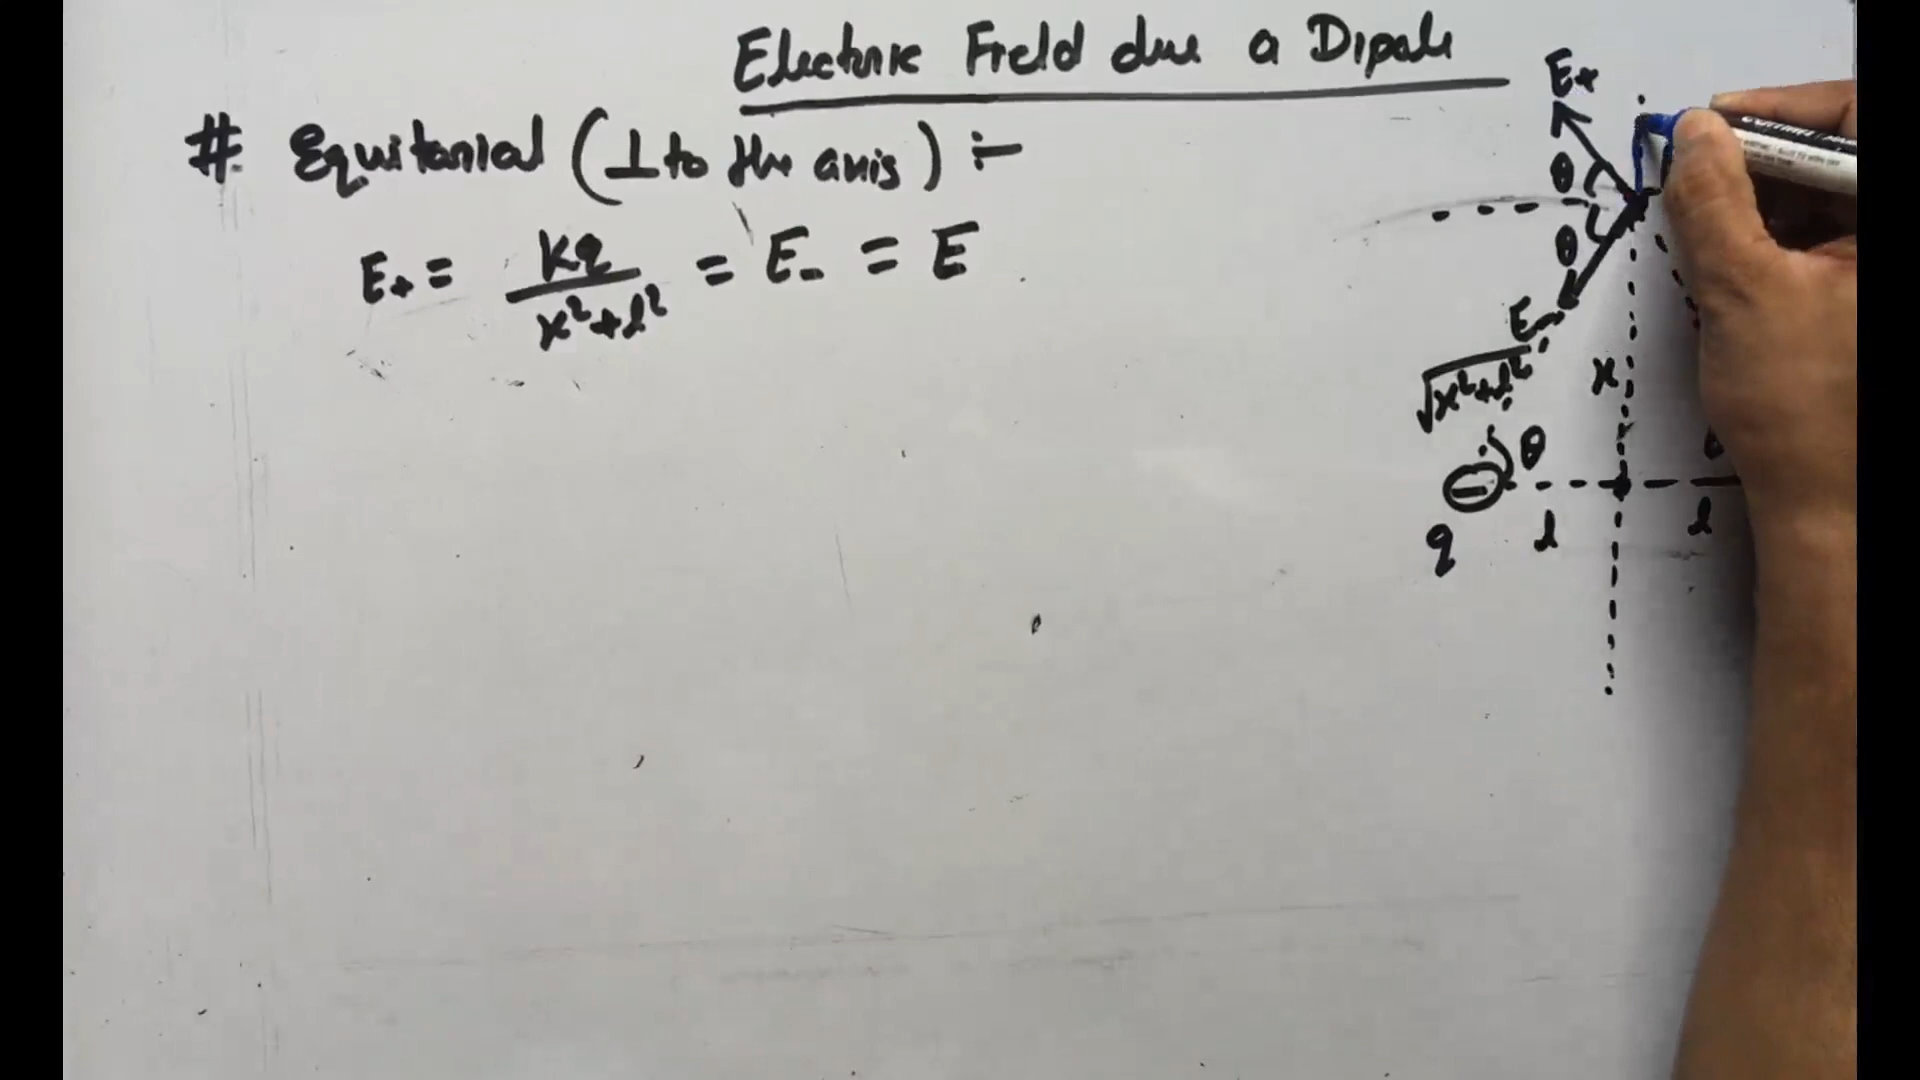 Electric Field due a Dipole
# Equitorial (⊥ to the axis) :-
E+ = Kq / x²+l² = E- = E
E+
θ
θ
E-
√x²+l²
x
θ
θ
-
q
l
l